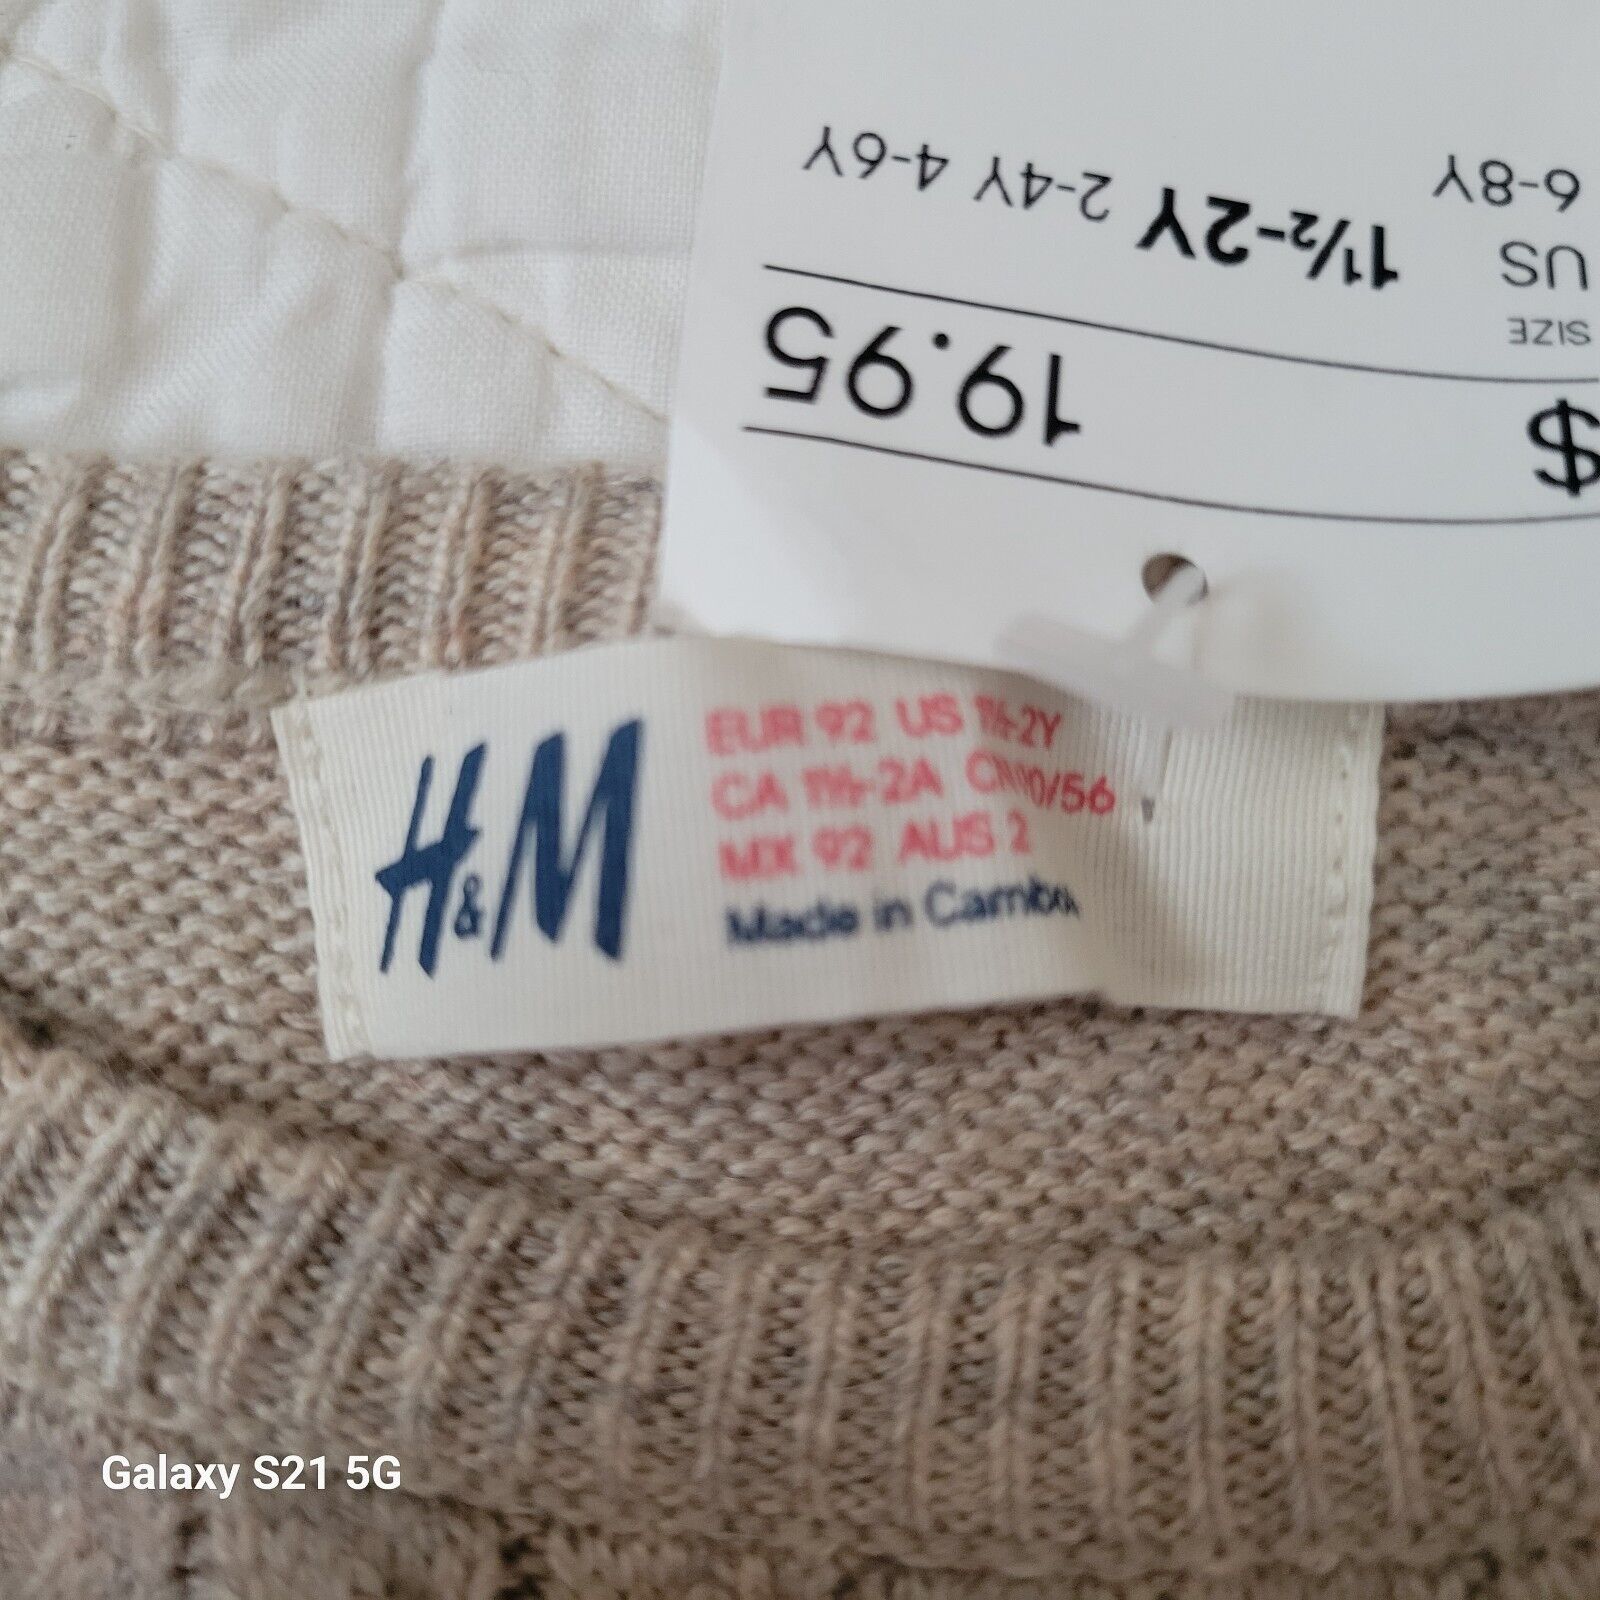 $ 19.95
SIZE
US 1½-2Y 2-4Y 4-6Y
6-8Y
H&M
EUR 92 US 1½-2Y
CA 1½-2A
MX 92 AUS 2
Made in
Galaxy S21 5G